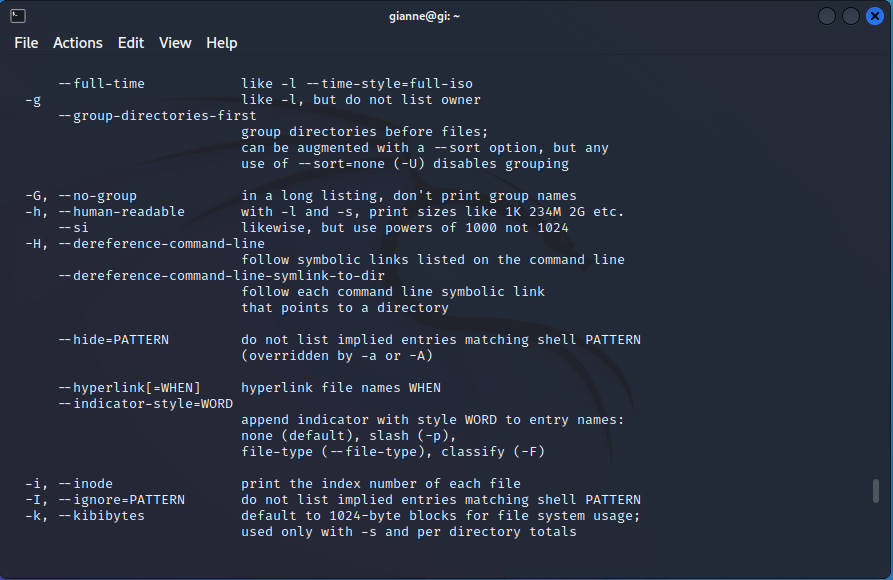 gianne@gi: ~
File Actions Edit View Help
--full-time like -l --time-style=full-iso
-g like -l, but do not list owner
--group-directories-first
group directories before files;
can be augmented with a --sort option, but any
use of --sort=none (-U) disables grouping
-G, --no-group in a long listing, don't print group names
-h, --human-readable with -l and -s, print sizes like 1K 234M 2G etc.
--si likewise, but use powers of 1000 not 1024
-H, --dereference-command-line
follow symbolic links listed on the command line
--dereference-command-line-symlink-to-dir
follow each command line symbolic link
that points to a directory
--hide=PATTERN do not list implied entries matching shell PATTERN
(overridden by -a or -A)
--hyperlink[=WHEN] hyperlink file names WHEN
--indicator-style=WORD
append indicator with style WORD to entry names:
none (default), slash (-p),
file-type (--file-type), classify (-F)
-i, --inode print the index number of each file
-I, --ignore=PATTERN do not list implied entries matching shell PATTERN
-k, --kibibytes default to 1024-byte blocks for file system usage;
used only with -s and per directory totals